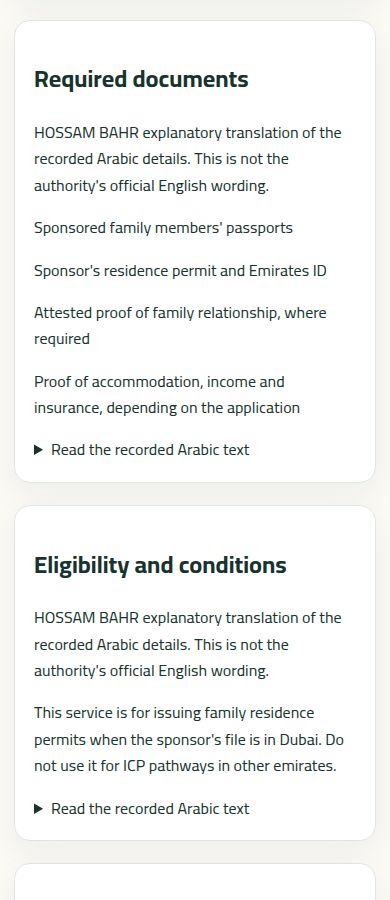 Required documents
HOSSAM BAHR explanatory translation of the
recorded Arabic details. This is not the
authority's official English wording.
Sponsored family members' passports
Sponsor's residence permit and Emirates ID
Attested proof of family relationship, where
required
Proof of accommodation, income and
insurance, depending on the application
Read the recorded Arabic text
Eligibility and conditions
HOSSAM BAHR explanatory translation of the
recorded Arabic details. This is not the
authority's official English wording.
This service is for issuing family residence
permits when the sponsor's file is in Dubai. Do
not use it for ICP pathways in other emirates.
Read the recorded Arabic text